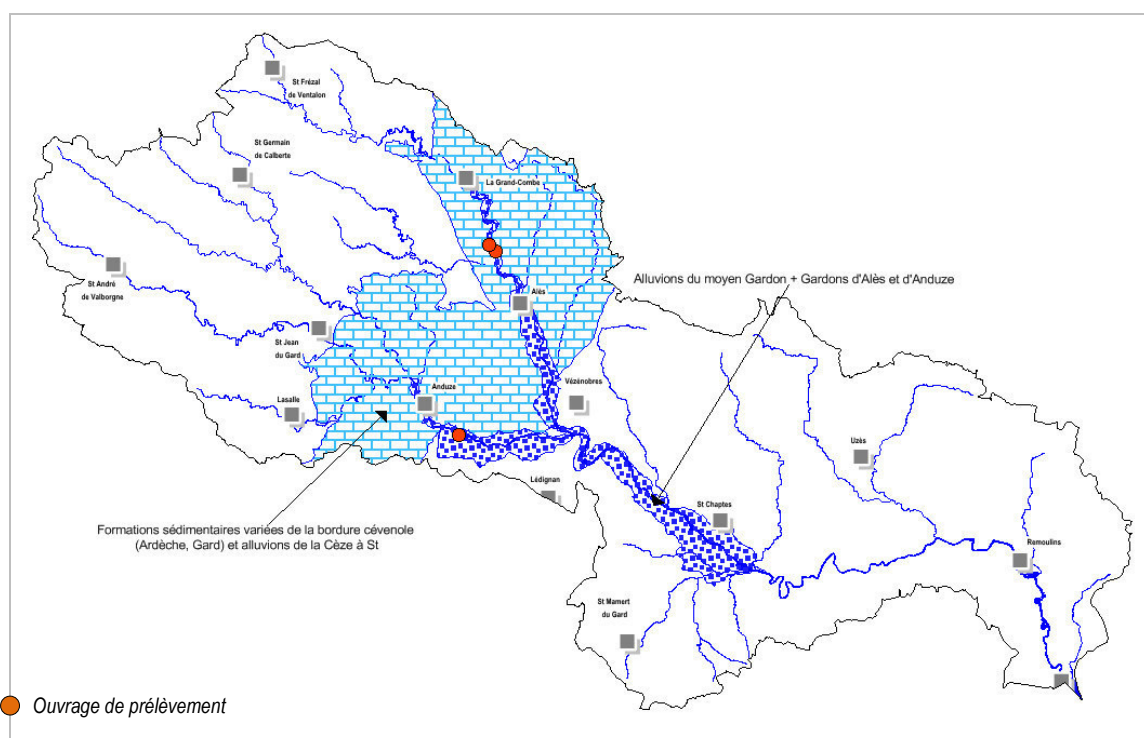 St Frézal
de Ventalon
St Germain
de Calberte
La Grand-Combe
St André
de Valborgne
Alluvions du moyen Gardon + Gardons d'Alès et d'Anduze
Alès
St Jean
du Gard
Anduze
Vézénobres
Lasalle
Uzès
Lédignan
St Chaptes
Formations sédimentaires variées de la bordure cévenole
(Ardèche, Gard) et alluvions de la Cèze à St
Remoulins
St Mamert
du Gard
Ouvrage de prélèvement